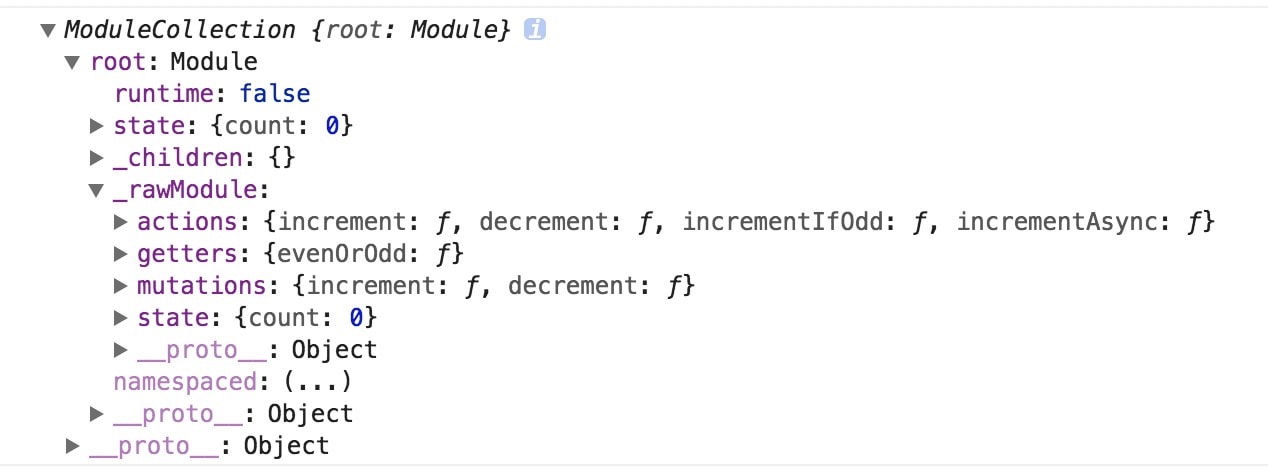 ▼ ModuleCollection {root: Module} i
▼ root: Module
runtime: false
▶ state: {count: 0}
▶ _children: {}
▼ _rawModule:
▶ actions: {increment: ƒ, decrement: ƒ, incrementIfOdd: ƒ, incrementAsync: ƒ}
▶ getters: {evenOrOdd: ƒ}
▶ mutations: {increment: ƒ, decrement: ƒ}
▶ state: {count: 0}
▶ __proto__: Object
namespaced: (...)
▶ __proto__: Object
▶ __proto__: Object